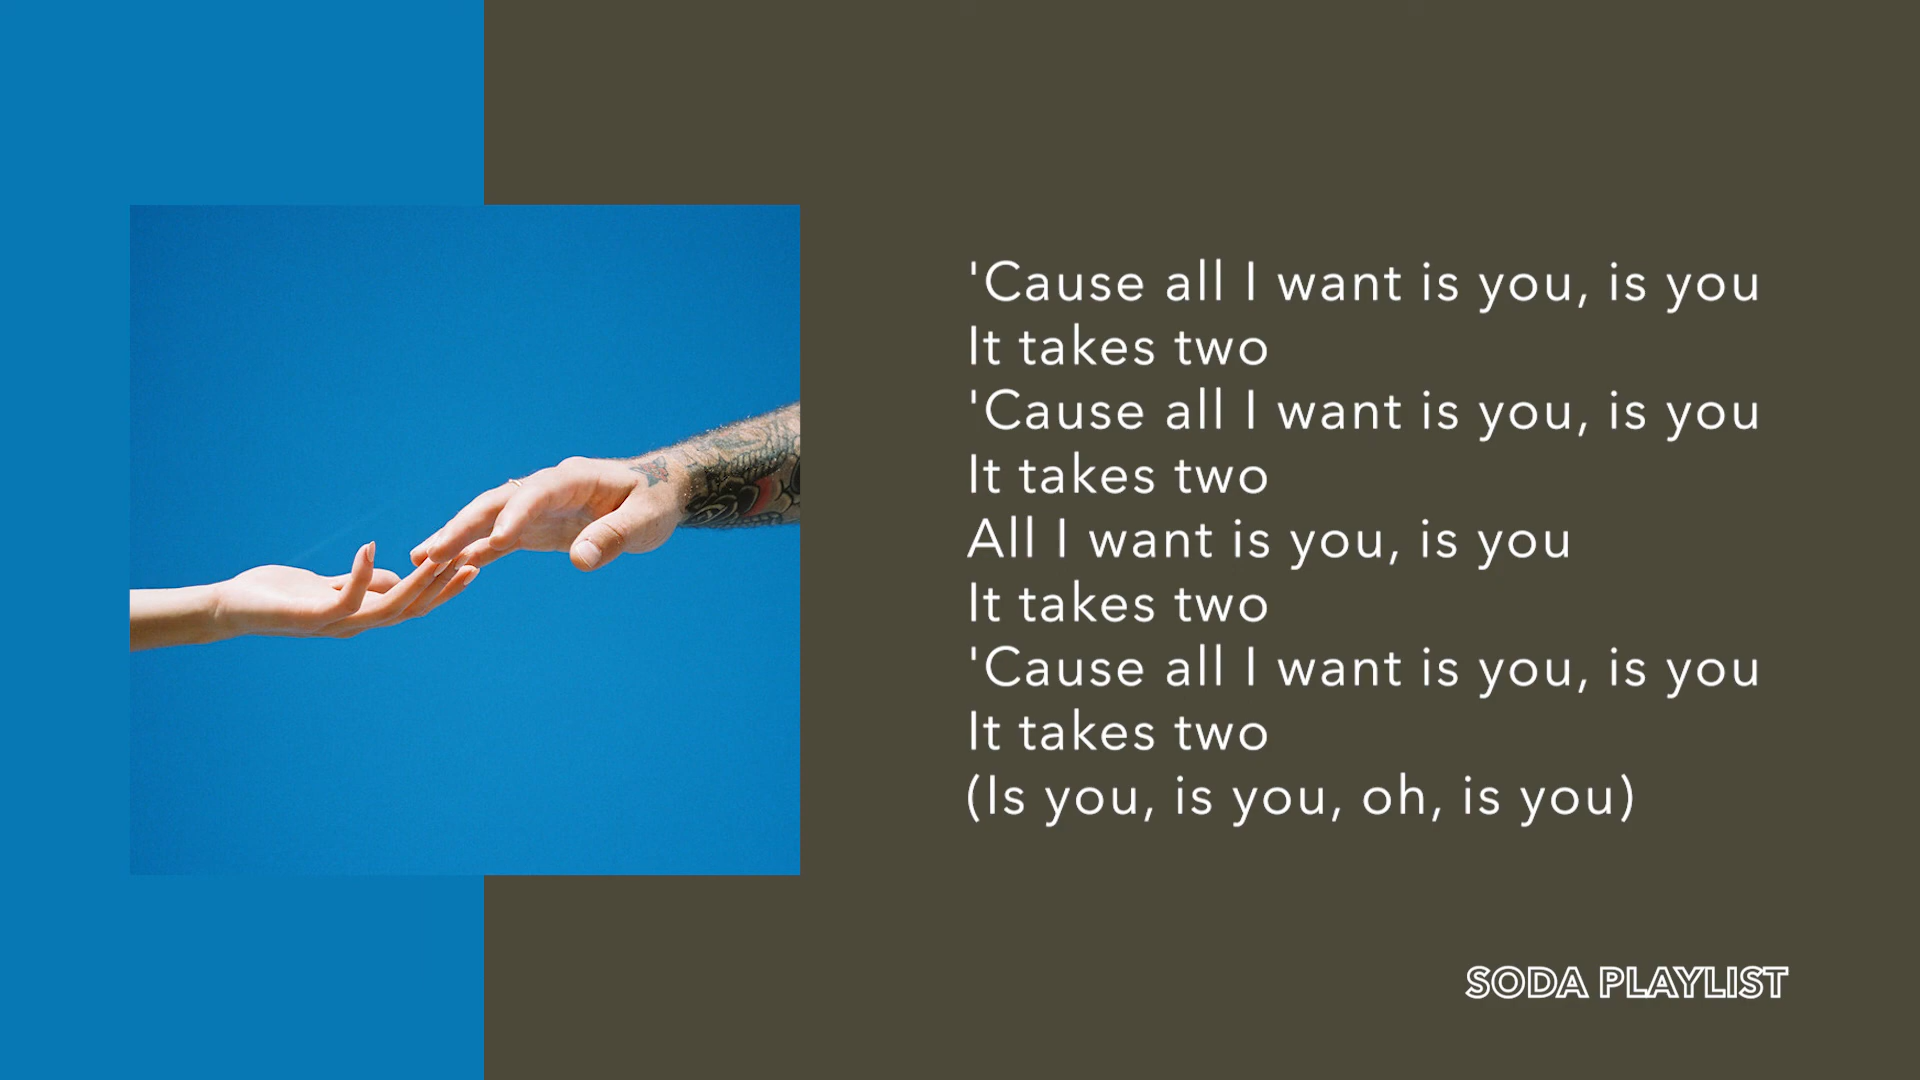 'Cause all I want is you, is you
It takes two
'Cause all I want is you, is you
It takes two
All I want is you, is you
It takes two
'Cause all I want is you, is you
It takes two
(Is you, is you, oh, is you)
SODA PLAYLIST